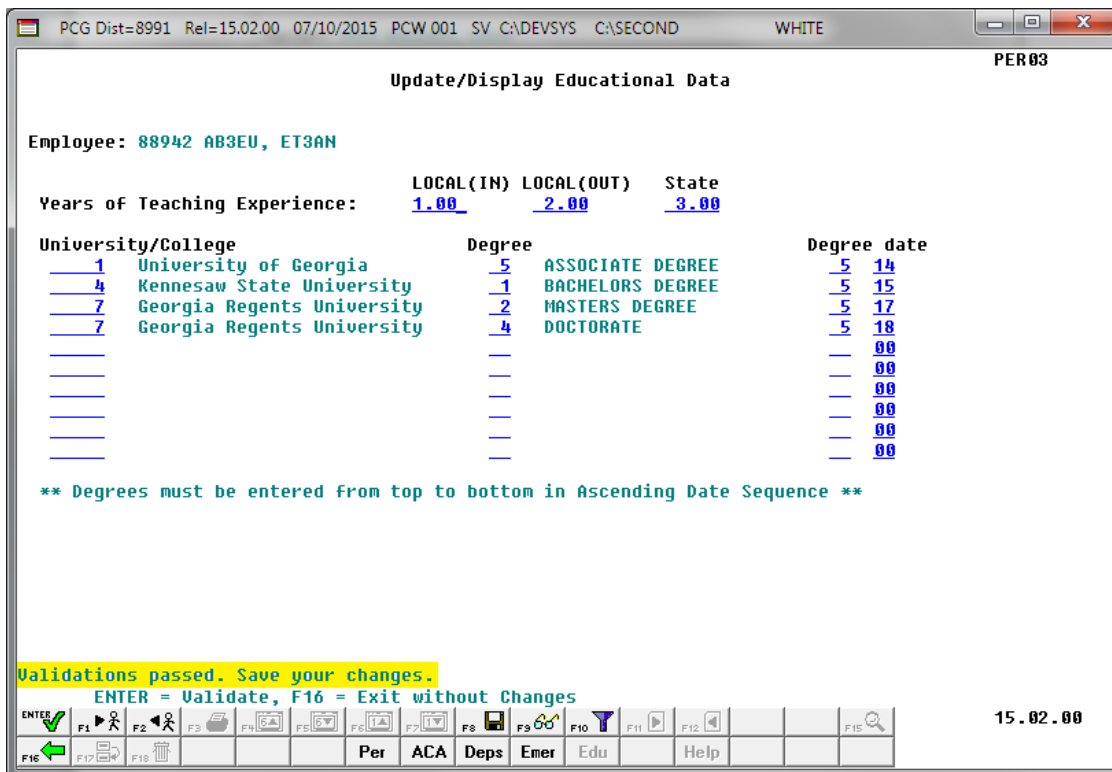 PCG Dist=8991 Rel=15.02.00 07/10/2015 PCW 001 SV C:\DEVSYS C:\SECOND WHITE
PER03
Update/Display Educational Data
Employee: 88942 AB3EU, ET3AN
LOCAL(IN) LOCAL(OUT) State
Years of Teaching Experience: 1.00_ 2.00 3.00
University/College Degree Degree date
1 University of Georgia 5 ASSOCIATE DEGREE 5 14
4 Kennesaw State University 1 BACHELORS DEGREE 5 15
7 Georgia Regents University 2 MASTERS DEGREE 5 17
7 Georgia Regents University 4 DOCTORATE 5 18
00
00
00
00
00
00
** Degrees must be entered from top to bottom in Ascending Date Sequence **
Validations passed. Save your changes.
ENTER = Validate, F16 = Exit without Changes
ENTER F1 F2 F3 F4 F5 F6 F7 F8 F9 F10 F11 F12 F15 15.02.00
F16 F17 F18 Per ACA Deps Emer Edu Help